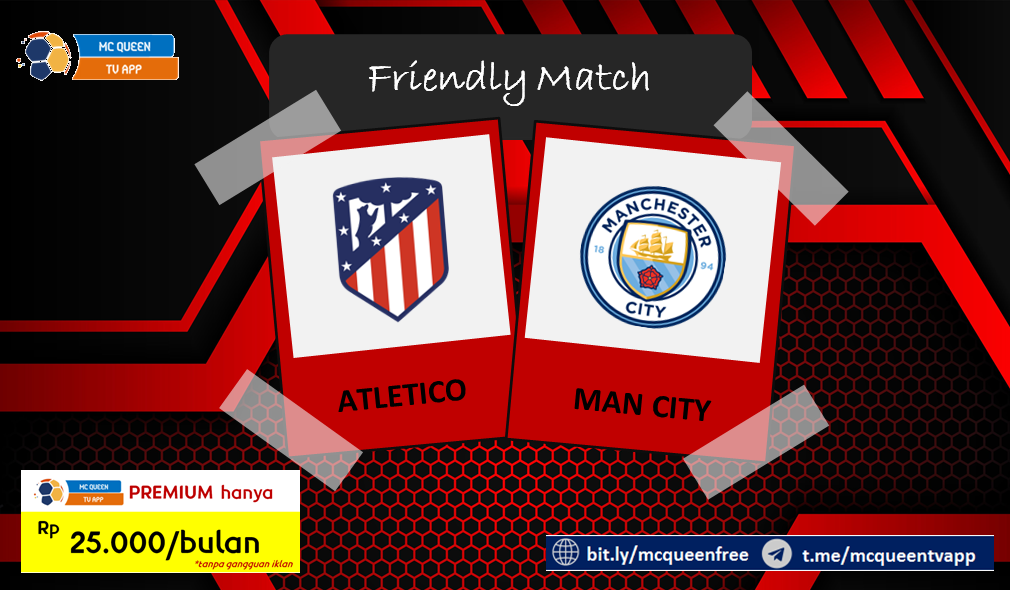 MC QUEEN
TV APP
Friendly Match
MANCHESTER
18 94
CITY
ATLETICO
MAN CITY
MC QUEEN
TV APP
PREMIUM hanya
Rp 25.000/bulan
*tanpa gangguan iklan
bit.ly/mcqueenfree t.me/mcqueentvapp